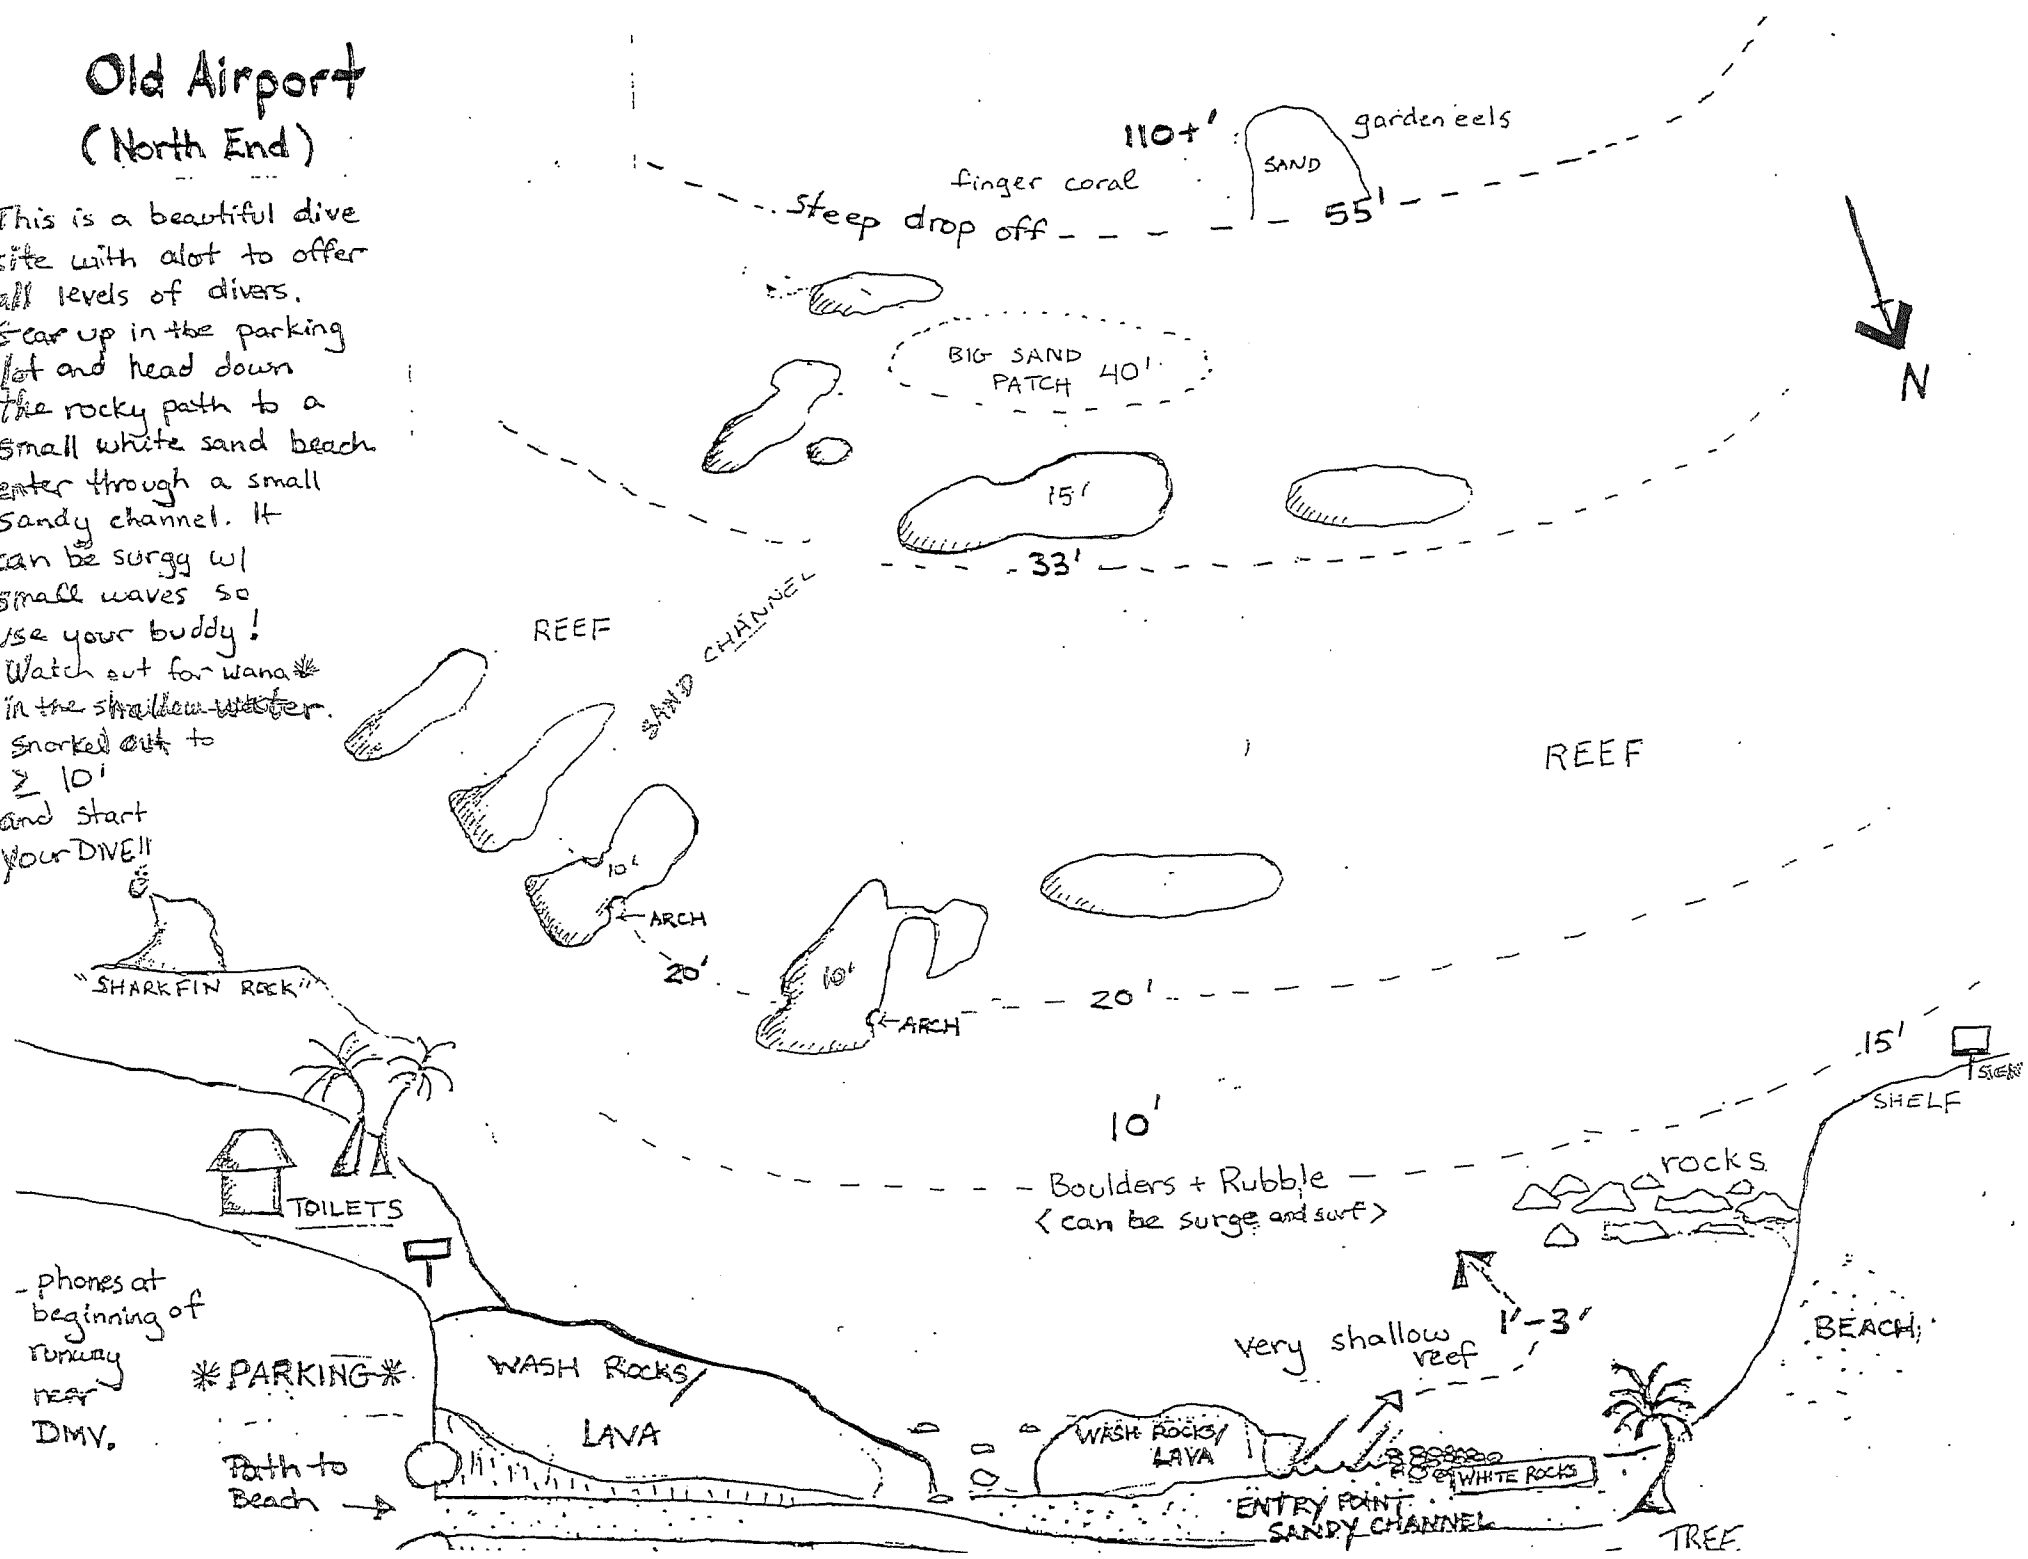 Old Airport
(North End)
This is a beautiful dive
site with alot to offer
all levels of divers.
Gear up in the parking
lot and head down
the rocky path to a
small white sand beach
enter through a small
sandy channel. It
can be surgy w/
small waves so
use your buddy!
Watch out for wana
in the shallow water.
snorkel out to
≥ 10'
and start
your DIVE!!
"SHARKFIN ROCK"
110+'
garden eels
SAND
finger coral
Steep drop off
55'
N
BIG SAND
PATCH 40'
15'
33'
SAND CHANNEL
REEF
REEF
10'
ARCH
20'
10'
ARCH
20'
15'
SIGN
SHELF
10'
Boulders + Rubble
<can be surge and surf>
rocks
TOILETS
- phones at
beginning of
runway
near
DMV.
*PARKING*
Path to
Beach
WASH ROCKS/
LAVA
WASH ROCKS/
LAVA
very shallow
reef
1'-3'
BEACH
WHITE ROCKS
ENTRY POINT
SANDY CHANNEL
TREE